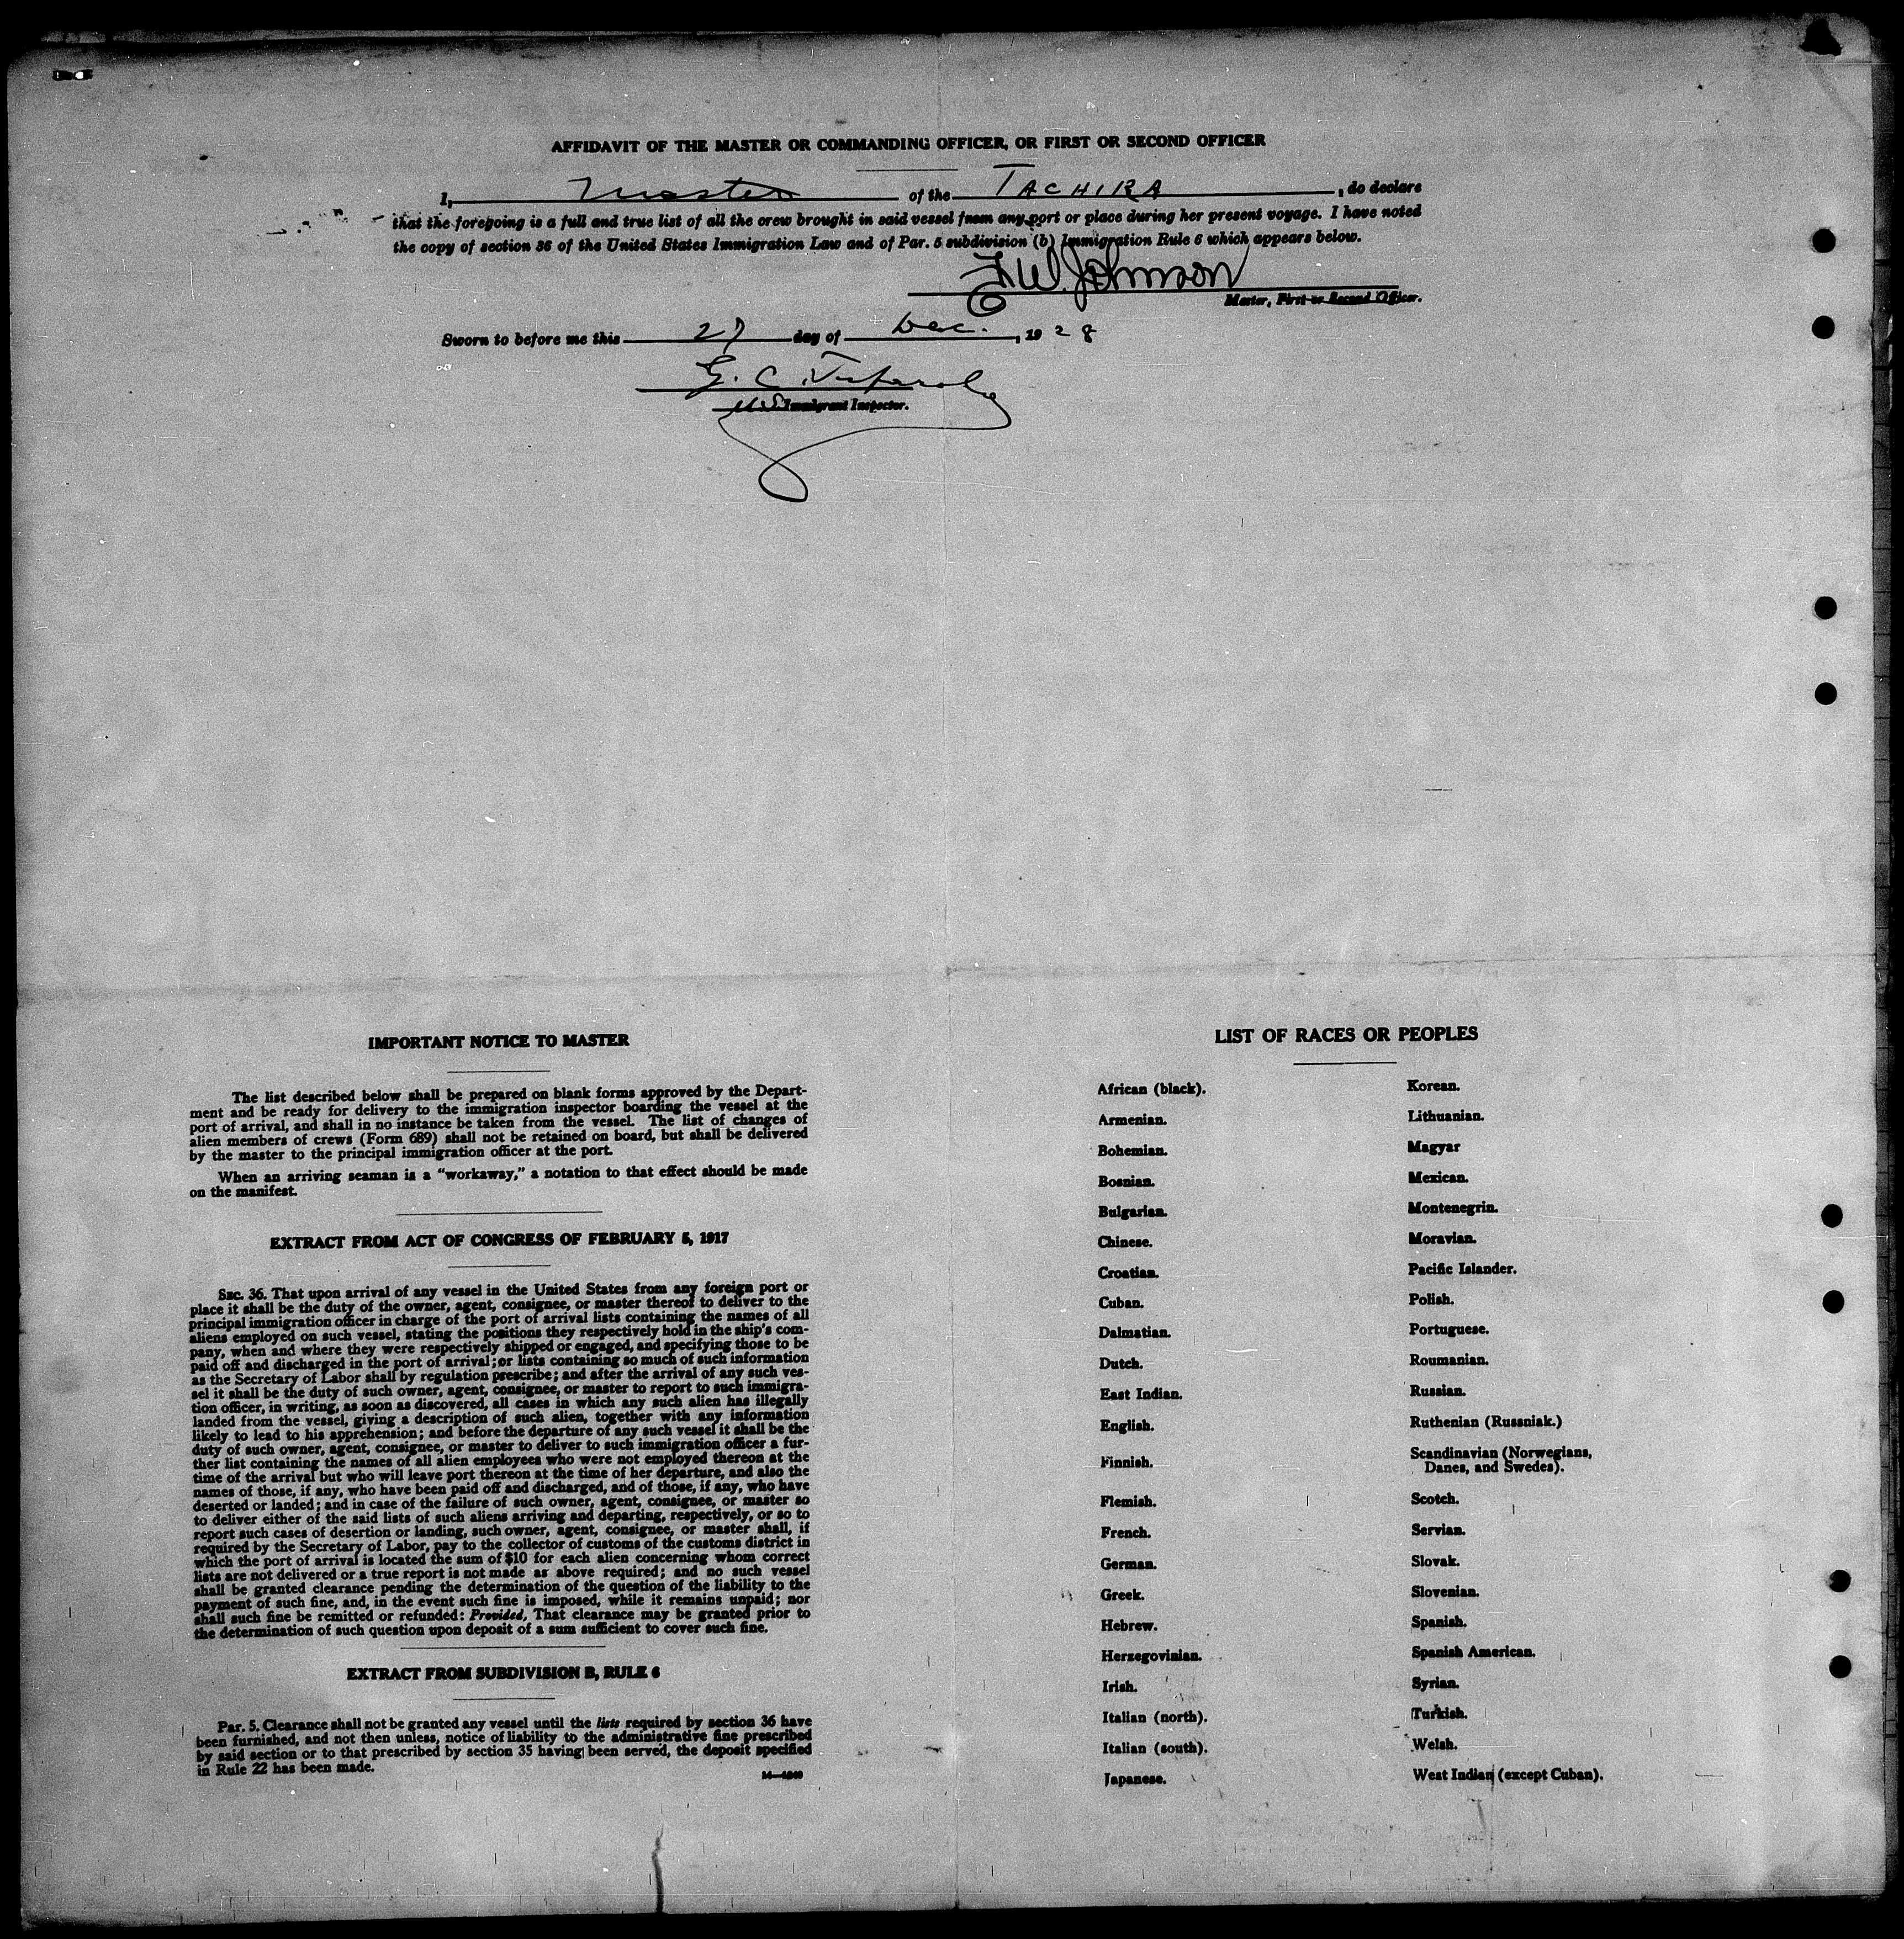 AFFIDAVIT OF THE MASTER OR COMMANDING OFFICER, OR FIRST OR SECOND OFFICER
I, Master of the TACHIRA, do declare
that the foregoing is a full and true list of all the crew brought in said vessel from any port or place during her present voyage. I have noted
the copy of section 36 of the United States Immigration Law and of Par. 5 subdivision (b) Immigration Rule 6 which appears below.
W. Johnson
Master, First or Second Officer.
Sworn to before me this 27 day of Dec., 1928
G. C.
U.S. Immigrant Inspector.
IMPORTANT NOTICE TO MASTER
The list described below shall be prepared on blank forms approved by the Depart-
ment and be ready for delivery to the immigration inspector boarding the vessel at the
port of arrival, and shall in no instance be taken from the vessel. The list of changes of
alien members of crews (Form 689) shall not be retained on board, but shall be delivered
by the master to the principal immigration officer at the port.
When an arriving seaman is a "workaway," a notation to that effect should be made
on the manifest.
EXTRACT FROM ACT OF CONGRESS OF FEBRUARY 5, 1917
SEC. 36. That upon arrival of any vessel in the United States from any foreign port or
place it shall be the duty of the owner, agent, consignee, or master thereof to deliver to the
principal immigration officer in charge of the port of arrival lists containing the names of all
aliens employed on such vessel, stating the positions they respectively hold in the ship's com-
pany, when and where they were respectively shipped or engaged, and specifying those to be
paid off and discharged in the port of arrival; or lists containing so much of such information
as the Secretary of Labor shall by regulation prescribe; and after the arrival of any such ves-
sel it shall be the duty of such owner, agent, consignee, or master to report to such immigra-
tion officer, in writing, as soon as discovered, all cases in which any such alien has illegally
landed from the vessel, giving a description of such alien, together with any information
likely to lead to his apprehension; and before the departure of any such vessel it shall be the
duty of such owner, agent, consignee, or master to deliver to such immigration officer a fur-
ther list containing the names of all alien employees who were not employed thereon at the
time of the arrival but who will leave port thereon at the time of her departure, and also the
names of those, if any, who have been paid off and discharged, and of those, if any, who have
deserted or landed; and in case of the failure of such owner, agent, consignee, or master so
to deliver either of the said lists of such aliens arriving and departing, respectively, or so to
report such cases of desertion or landing, such owner, agent, consignee, or master shall, if
required by the Secretary of Labor, pay to the collector of customs of the customs district in
which the port of arrival is located the sum of $10 for each alien concerning whom correct
lists are not delivered or a true report is not made as above required; and no such vessel
shall be granted clearance pending the determination of the question of the liability to the
payment of such fine, and, in the event such fine is imposed, while it remains unpaid; nor
shall such fine be remitted or refunded: Provided, That clearance may be granted prior to
the determination of such question upon deposit of a sum sufficient to cover such fine.
EXTRACT FROM SUBDIVISION B, RULE 6
Par. 5. Clearance shall not be granted any vessel until the lists required by section 36 have
been furnished, and not then unless, notice of liability to the administrative fine prescribed
by said section or to that prescribed by section 35 having been served, the deposit specified
in Rule 22 has been made.
LIST OF RACES OR PEOPLES
African (black).
Armenian.
Bohemian.
Bosnian.
Bulgarian.
Chinese.
Croatian.
Cuban.
Dalmatian.
Dutch.
East Indian.
English.
Finnish.
Flemish.
French.
German.
Greek.
Hebrew.
Herzegovinian.
Irish.
Italian (north).
Italian (south).
Japanese.
Korean.
Lithuanian.
Magyar
Mexican.
Montenegrin.
Moravian.
Pacific Islander.
Polish.
Portuguese.
Roumanian.
Russian.
Ruthenian (Russniak.)
Scandinavian (Norwegians,
Danes, and Swedes).
Scotch.
Servian.
Slovak.
Slovenian.
Spanish.
Spanish American.
Syrian.
Turkish.
Welsh.
West Indian (except Cuban).